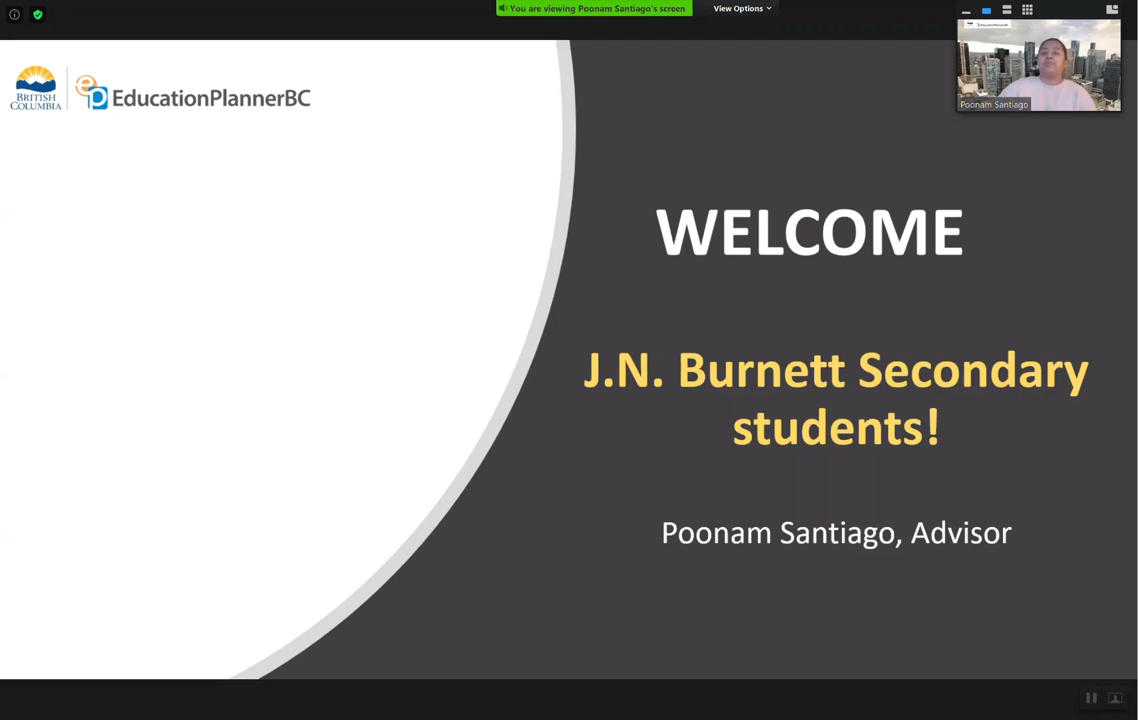 You are viewing Poonam Santiago's screen
View Options
BRITISH
COLUMBIA
ep
EducationPlannerBC
Poonam Santiago
WELCOME
J.N. Burnett Secondary
students!
Poonam Santiago, Advisor